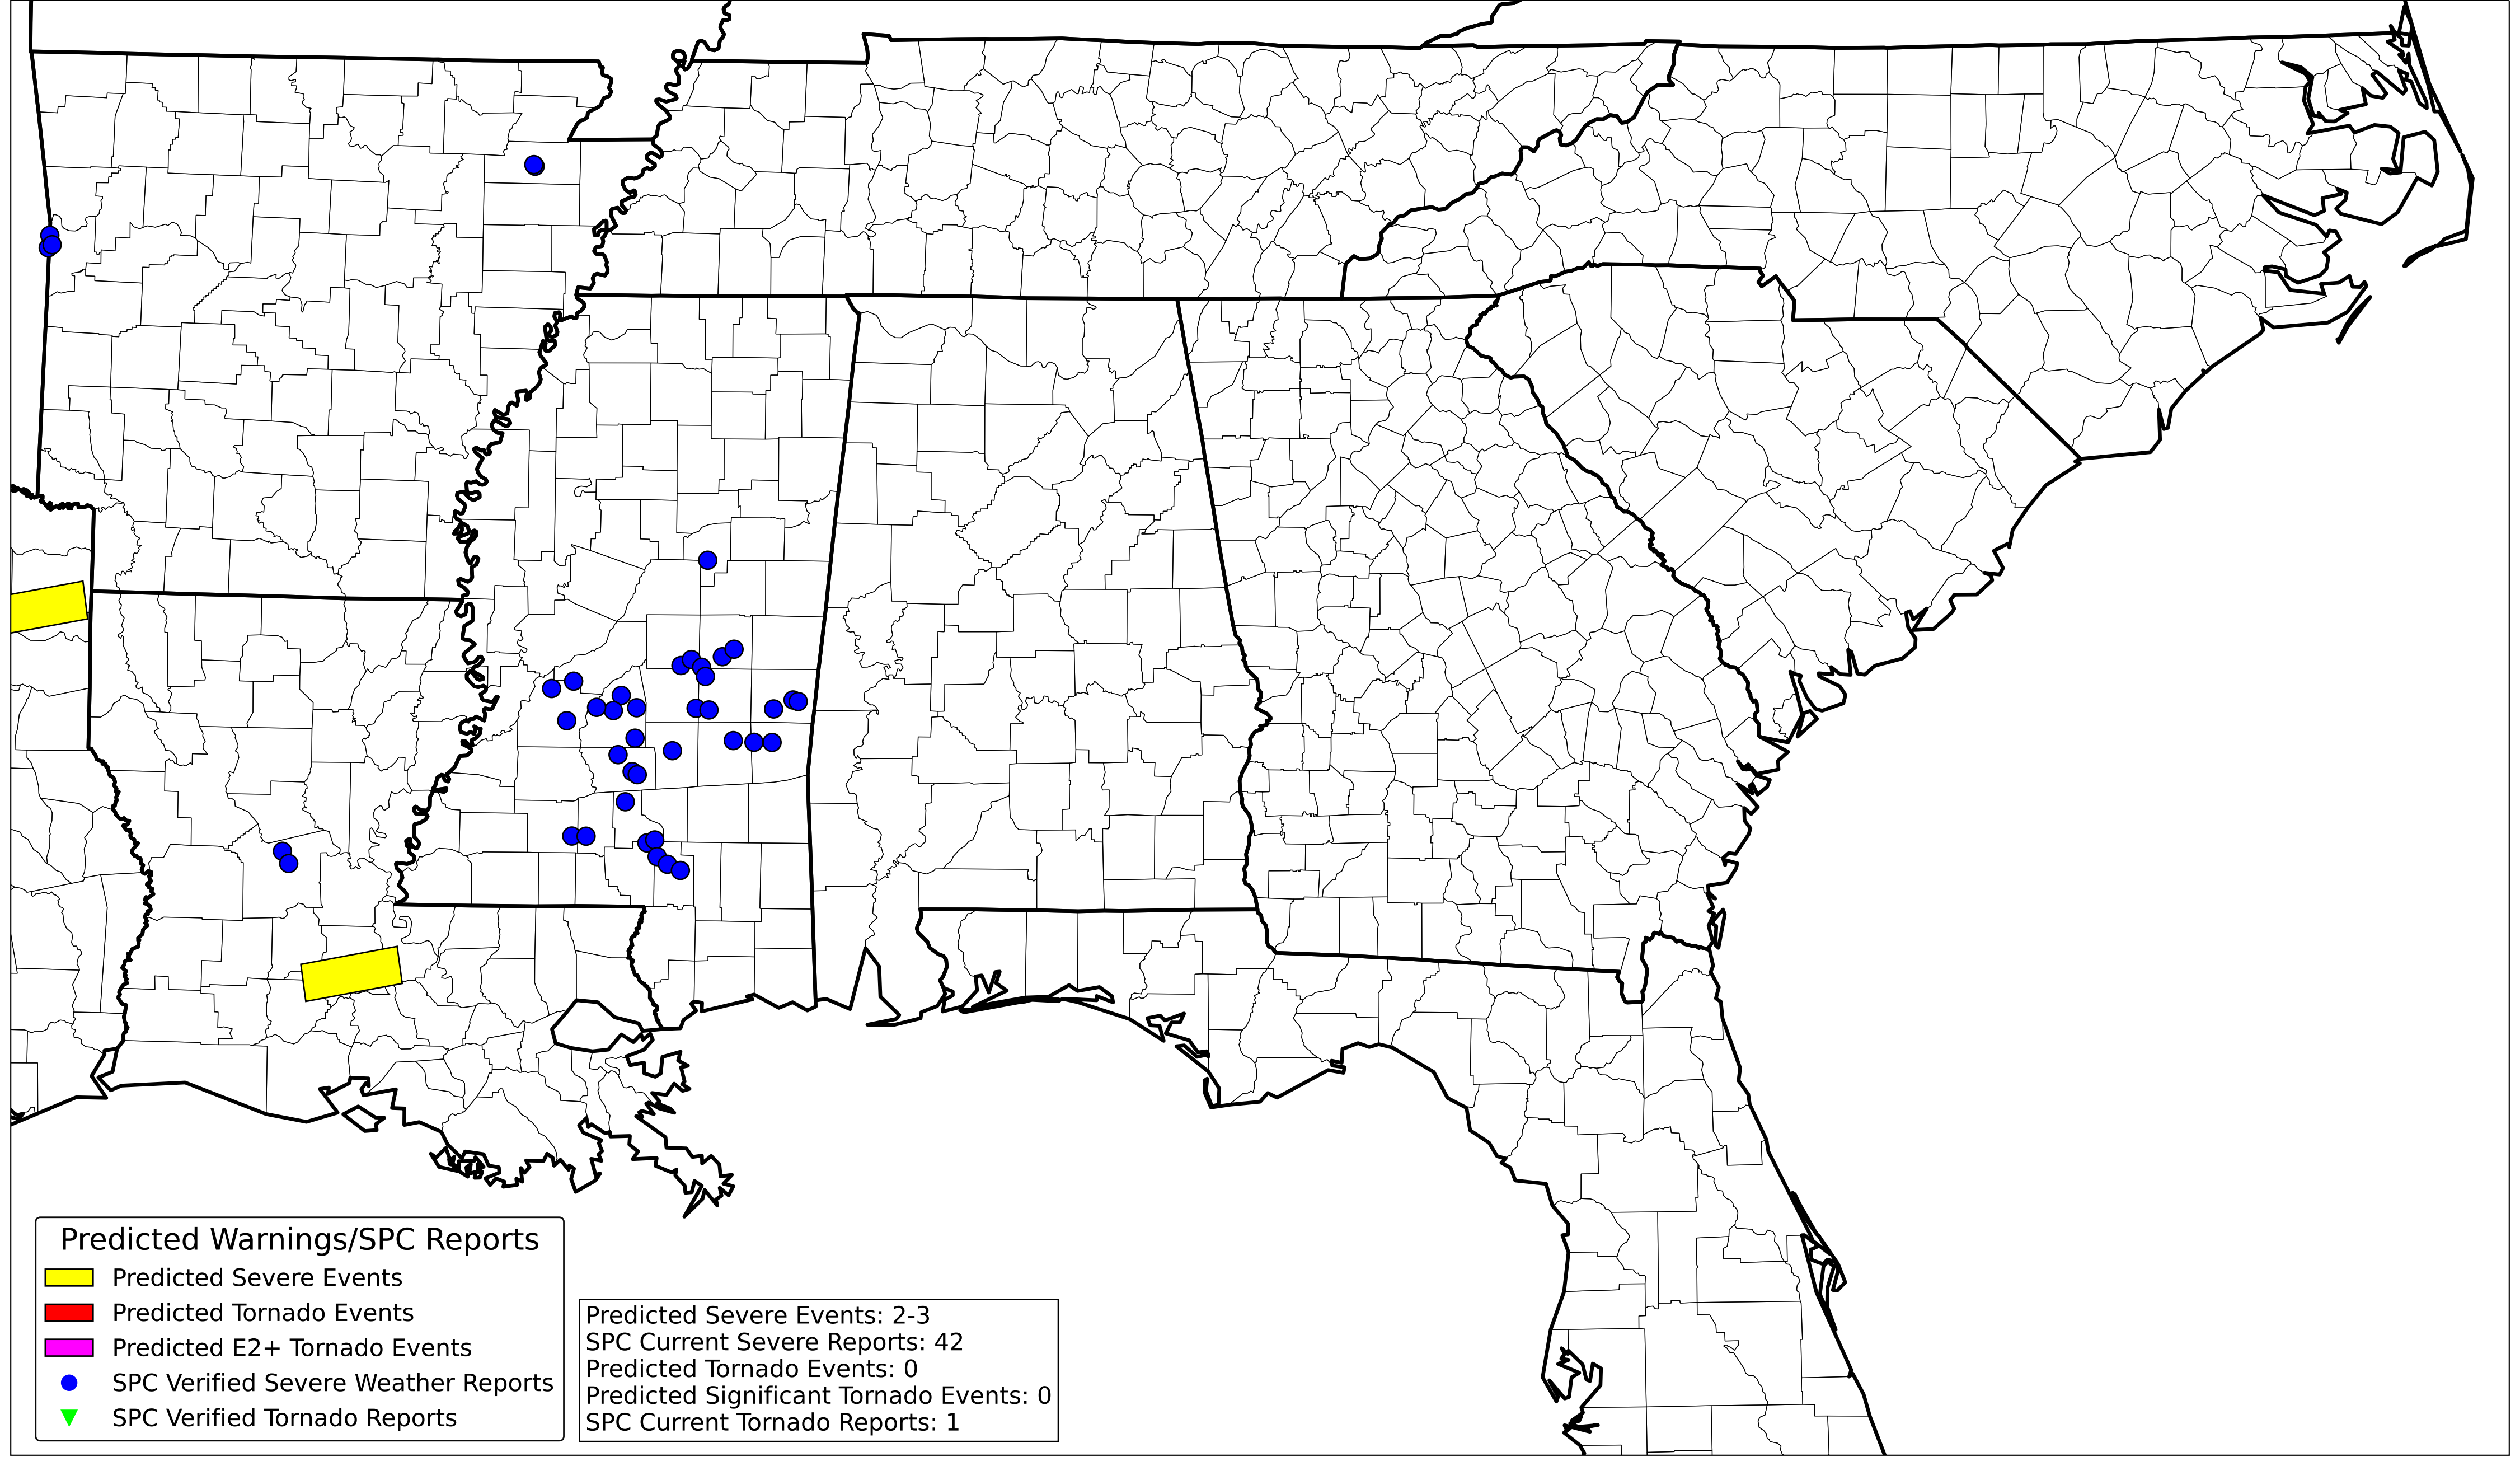 Predicted Warnings/SPC Reports
Predicted Severe Events
Predicted Tornado Events
Predicted E2+ Tornado Events
SPC Verified Severe Weather Reports
SPC Verified Tornado Reports
Predicted Severe Events: 2-3
SPC Current Severe Reports: 42
Predicted Tornado Events: 0
Predicted Significant Tornado Events: 0
SPC Current Tornado Reports: 1